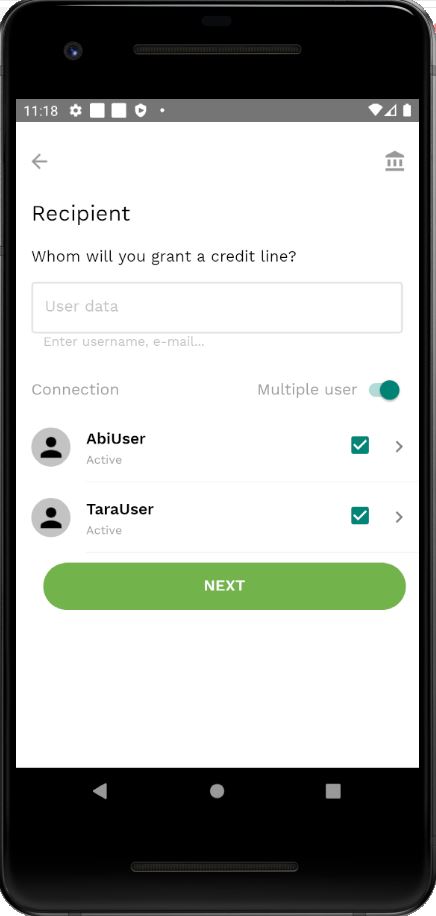 11:18
Recipient
Whom will you grant a credit line?
User data
Enter username, e-mail...
Connection Multiple user
AbiUser
Active
TaraUser
Active
NEXT